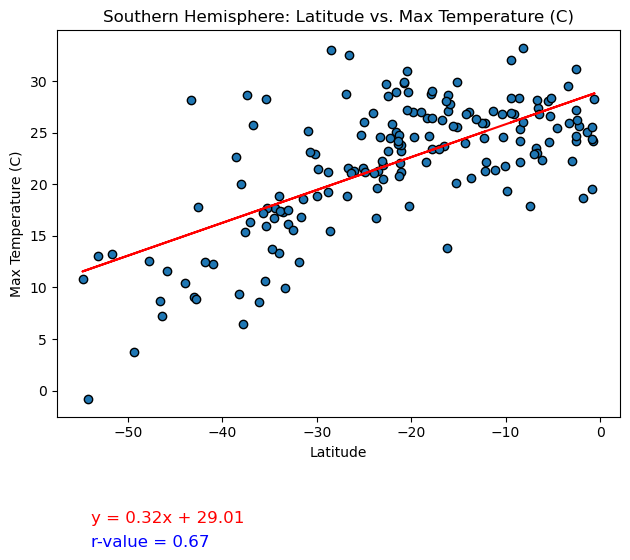 Southern Hemisphere: Latitude vs. Max Temperature (C)
Max Temperature (C)
30
25
20
15
10
5
0
−50
−40
−30
−20
−10
0
Latitude
y = 0.32x + 29.01
r-value = 0.67